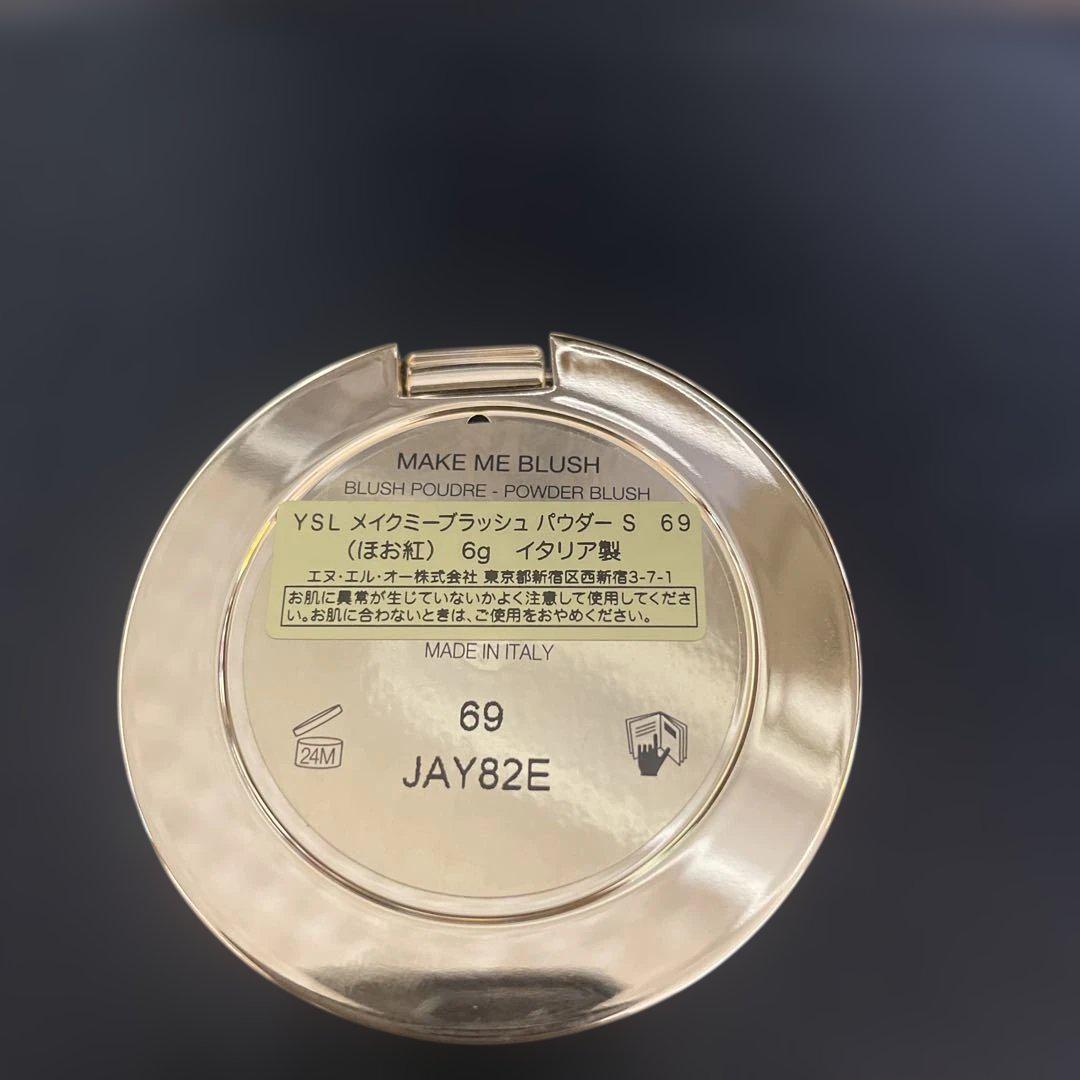 MAKE ME BLUSH
BLUSH POUDRE - POWDER BLUSH
YSL メイクミーブラッシュ パウダー S 69
（ほお紅） 6g イタリア製
エヌ・エル・オー株式会社 東京都新宿区西新宿3-7-1
お肌に異常が生じていないかよく注意して使用してくださ
い。お肌に合わないときは、ご使用をおやめください。
MADE IN ITALY
69
24M
JAY82E